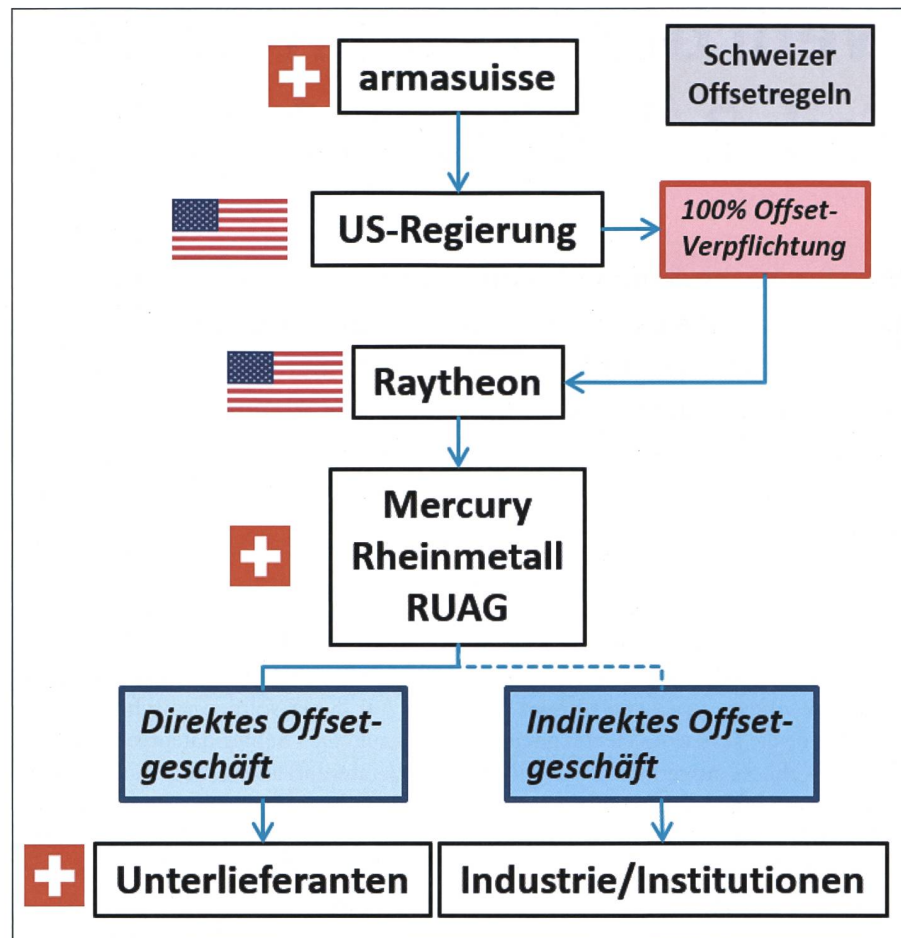 armasuisse
Schweizer
Offsetregeln
US-Regierung
100% Offset-
Verpflichtung
Raytheon
Mercury
Rheinmetall
RUAG
Direktes Offset-
geschäft
Indirektes Offset-
geschäft
Unterlieferanten
Industrie/Institutionen